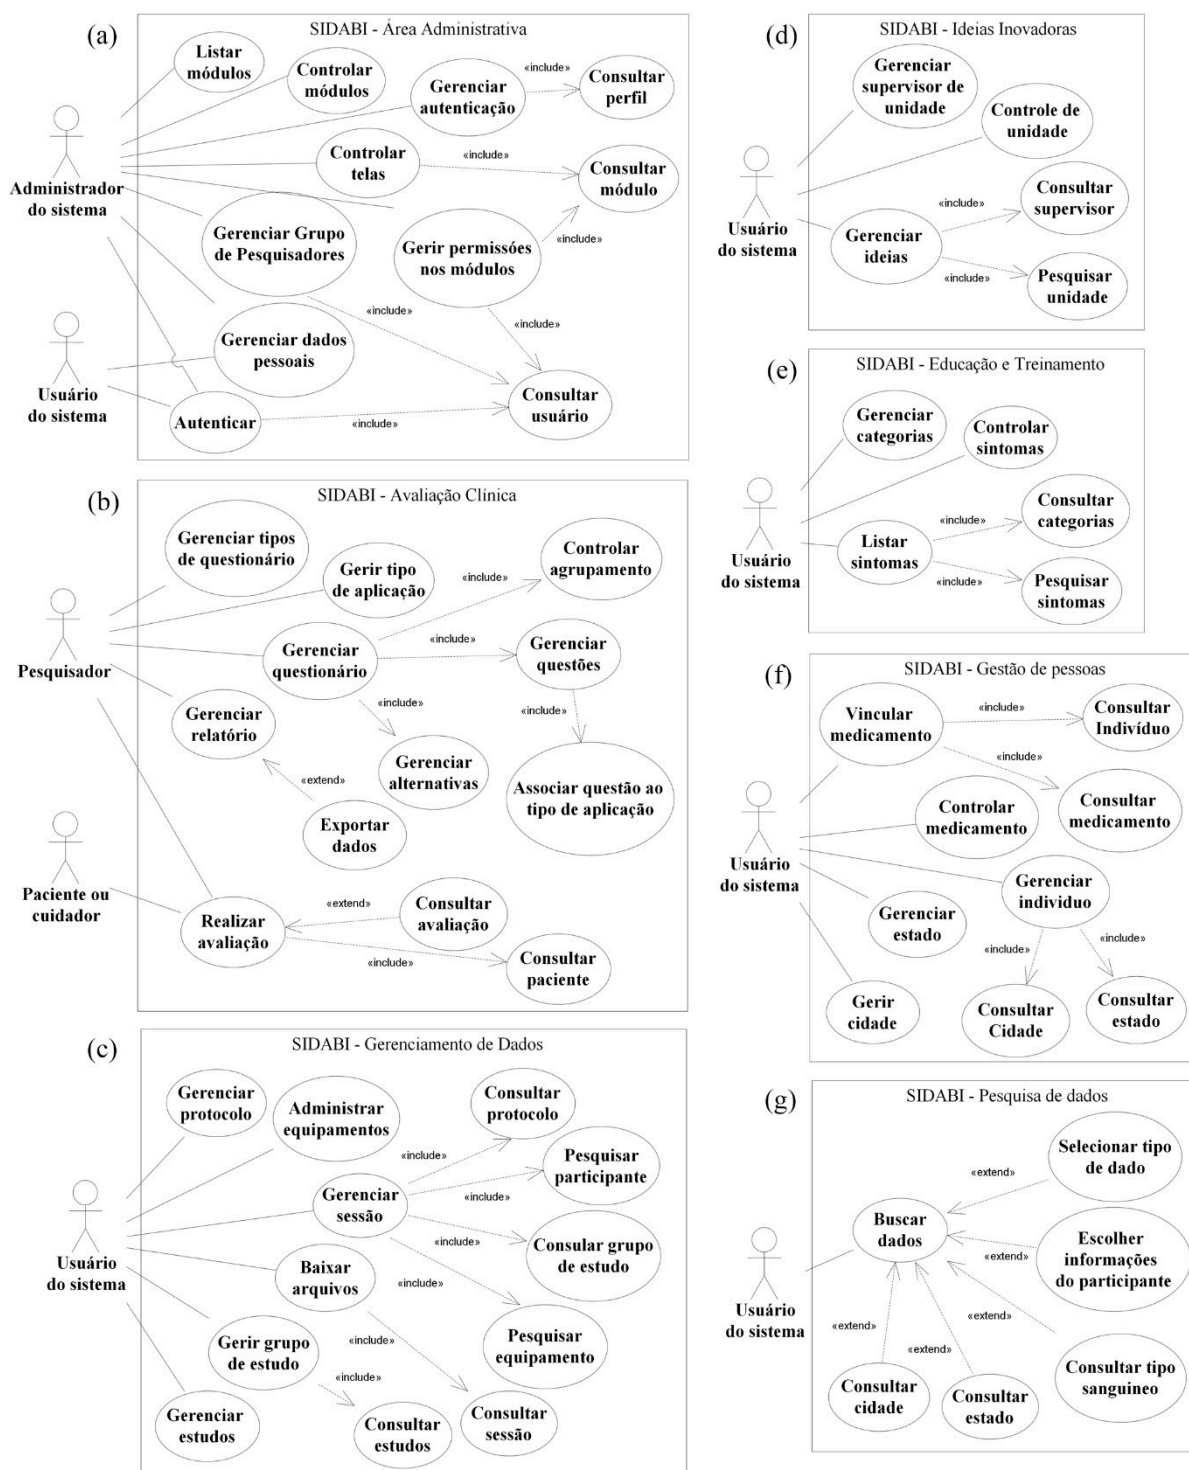 (a)
SIDABI - Área Administrativa
Listar
módulos
Controlar
módulos
Gerenciar
autenticação
«include»
Consultar
perfil
Administrador
do sistema
Controlar
telas
«include»
Consultar
módulo
Gerenciar Grupo
de Pesquisadores
Gerir permissóes
nos módulos
«include»
«include»
«include»
Usuário
do sistema
Gerenciar dados
pessoais
Autenticar
«include»
Consultar
usuário
(b)
SIDABI - Avaliação Clínica
Gerenciar tipos
de questionário
Gerir tipo
de aplicação
«include»
Controlar
agrupamento
Pesquisador
Gerenciar
questionário
«include»
Gerenciar
questões
«include»
«include»
Gerenciar
relatório
Gerenciar
alternativas
Associar questão ao
tipo de aplicação
«extend»
Exportar
dados
Paciente ou
cuidador
Realizar
avaliação
«extend»
Consultar
avaliação
«include»
Consultar
paciente
(c)
SIDABI - Gerenciamento de Dados
Gerenciar
protocolo
Administrar
equipamentos
Consultar
protocolo
«include»
Pesquisar
participante
Gerenciar
sessão
«include»
«include»
Consular grupo
de estudo
Usuário
do sistema
Baixar
arquivos
«include»
Pesquisar
equipamento
Gerir grupo
de estudo
«include»
«include»
Gerenciar
estudos
Consultar
estudos
Consultar
sessão
(d)
SIDABI - Ideias Inovadoras
Gerenciar
supervisor de
unidade
Controle de
unidade
Usuário
do sistema
«include»
Consultar
supervisor
Gerenciar
ideias
«include»
Pesquisar
unidade
(e)
SIDABI - Educação e Treinamento
Gerenciar
categorias
Controlar
sintomas
Usuário
do sistema
«include»
Consultar
categorias
Listar
sintomas
«include»
Pesquisar
sintomas
(f)
SIDABI - Gestão de pessoas
Vincular
medicamento
«include»
Consultar
Indivíduo
«include»
Controlar
medicamento
Consultar
medicamento
Usuário
do sistema
Gerenciar
individuo
Gerenciar
estado
«include»
«include»
Gerir
cidade
Consultar
Cidade
Consultar
estado
(g)
SIDABI - Pesquisa de dados
Selecionar tipo
de dado
«extend»
Buscar
dados
«extend»
Escolher
informações
do participante
Usuário
do sistema
«extend»
«extend»
«extend»
Consultar
cidade
Consultar
estado
Consultar tipo
sanguineo